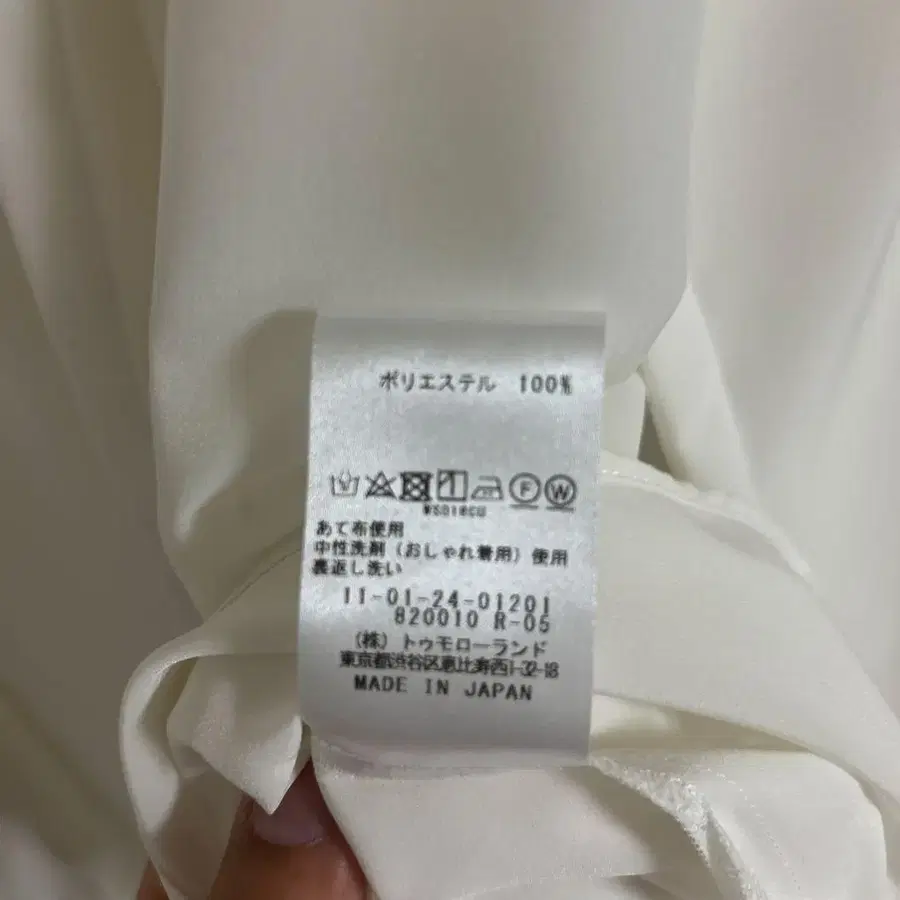 ポリエステル 100%
F W
W5018CU
あて布使用
中性洗剤(おしゃれ着用)使用
裏返し洗い
11-01-24-01201
820010 R-05
(株)トゥモローランド
東京都渋谷区恵比寿西1-32-18
MADE IN JAPAN